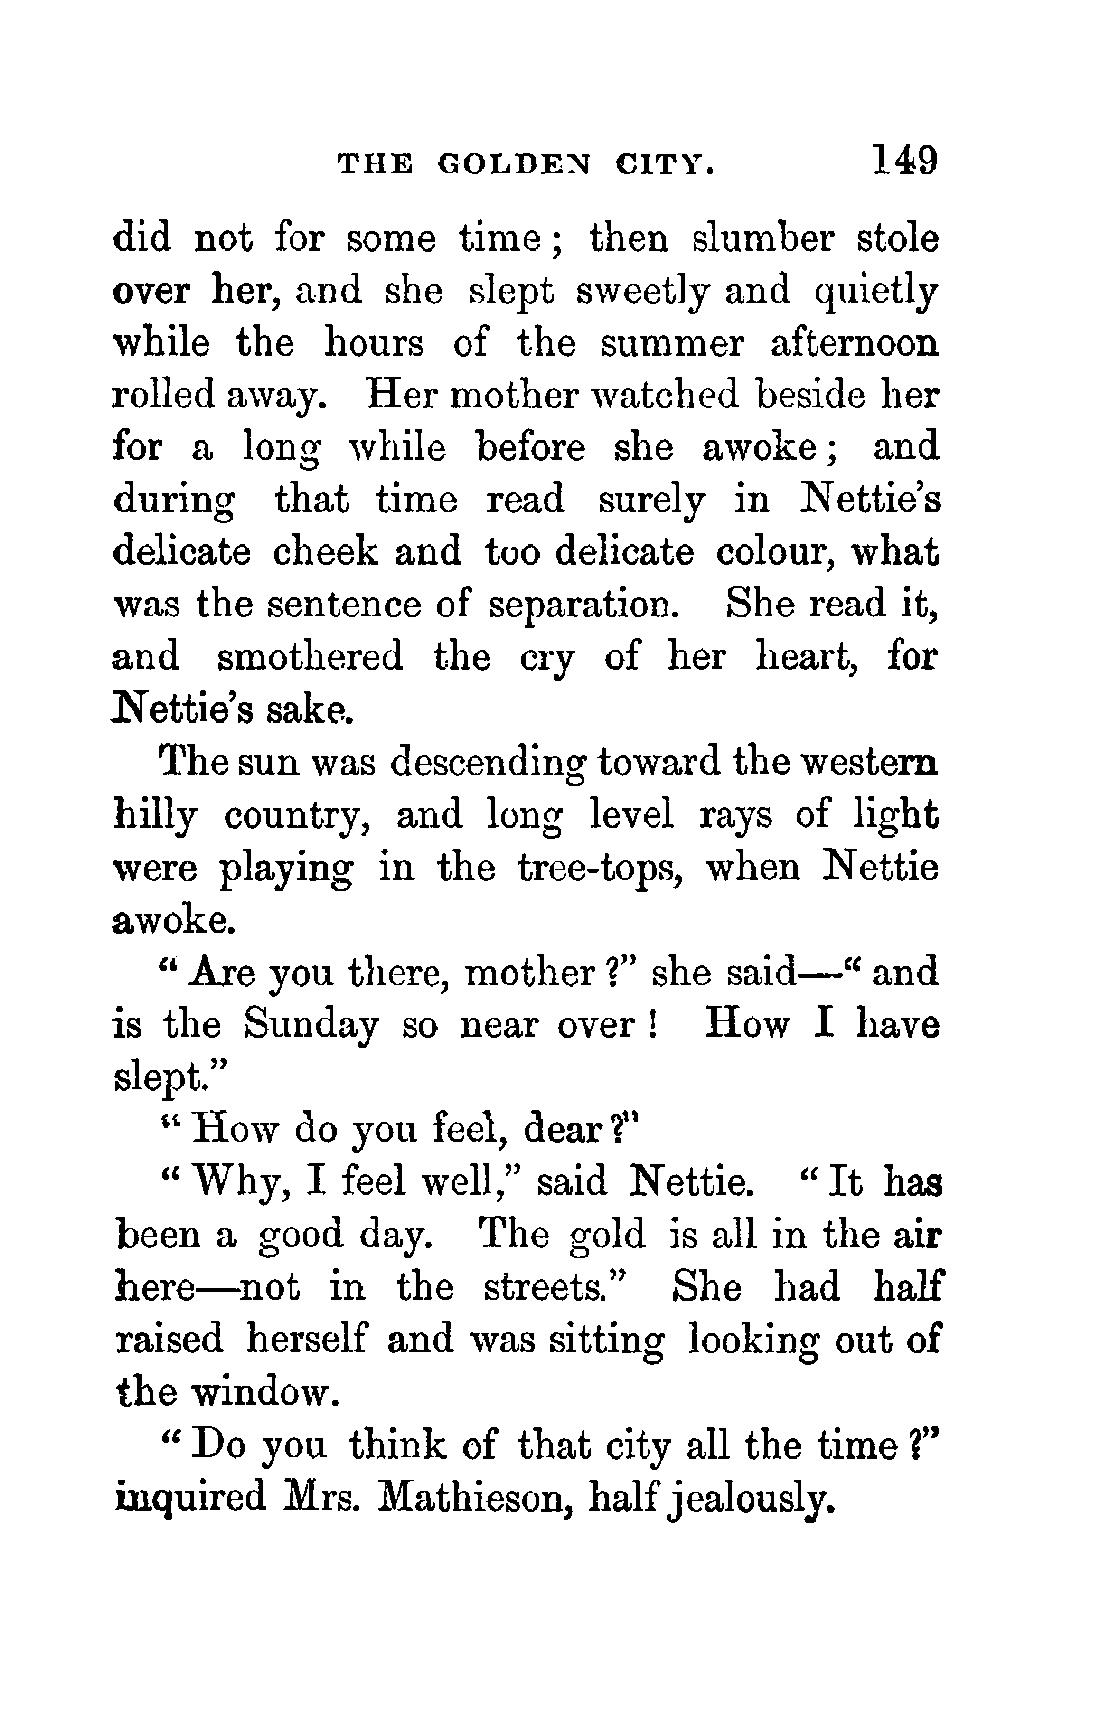 THE GOLDEN CITY. 149
did not for some time; then slumber stole
over her, and she slept sweetly and quietly
while the hours of the summer afternoon
rolled away. Her mother watched beside her
for a long while before she awoke; and
during that time read surely in Nettie's
delicate cheek and too delicate colour, what
was the sentence of separation. She read it,
and smothered the cry of her heart, for
Nettie's sake.
The sun was descending toward the western
hilly country, and long level rays of light
were playing in the tree-tops, when Nettie
awoke.
“Are you there, mother?” she said—“and
is the Sunday so near over! How I have
slept.”
“How do you feel, dear?”
“Why, I feel well,” said Nettie. “It has
been a good day. The gold is all in the air
here—not in the streets.” She had half
raised herself and was sitting looking out of
the window.
“Do you think of that city all the time?”
inquired Mrs. Mathieson, half jealously.